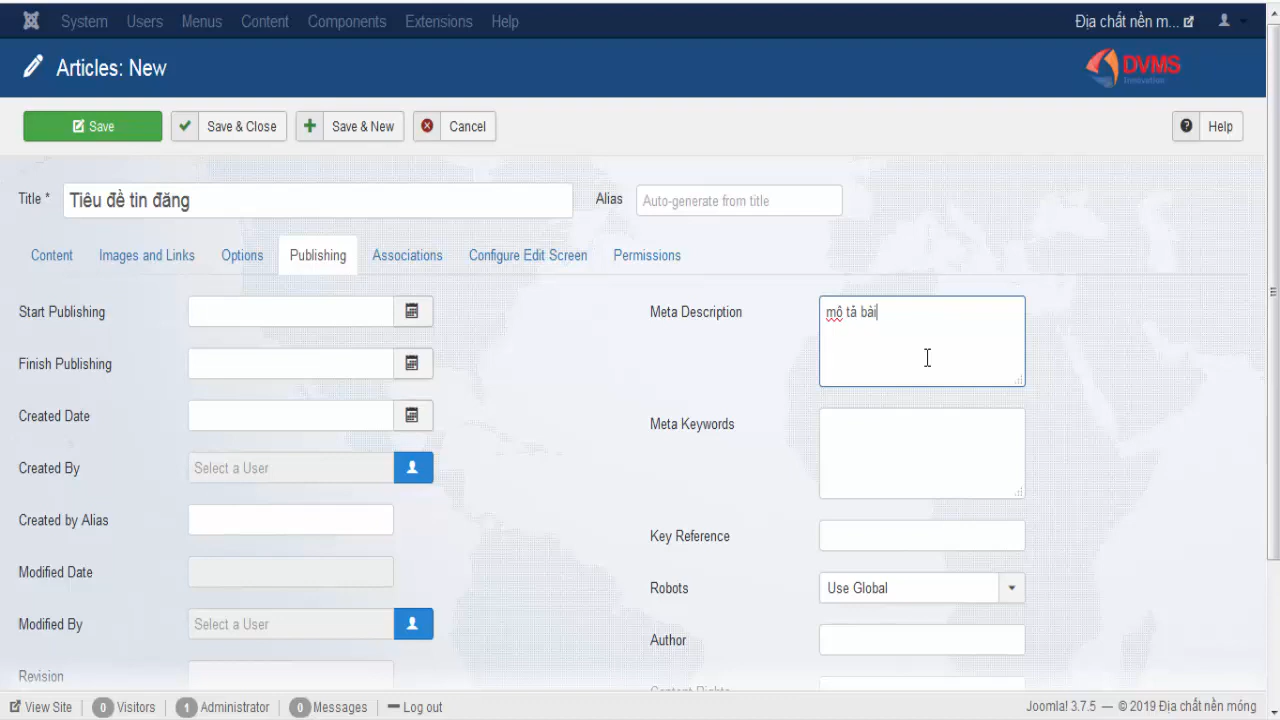 System Users Menus Content Components Extensions Help Địa chất nền m...
Articles: New
DVMS
Innovation
Save Save & Close Save & New Cancel Help
Title * Tiêu đề tin đăng Alias Auto-generate from title
Content Images and Links Options Publishing Associations Configure Edit Screen Permissions
Start Publishing
Finish Publishing
Created Date
Created By Select a User
Created by Alias
Modified Date
Modified By Select a User
Revision
Meta Description mô tă bài
Meta Keywords
Key Reference
Robots Use Global
Author
Content Rights
View Site 0 Visitors 1 Administrator 0 Messages Log out Joomla! 3.7.5 — © 2019 Địa chất nền móng